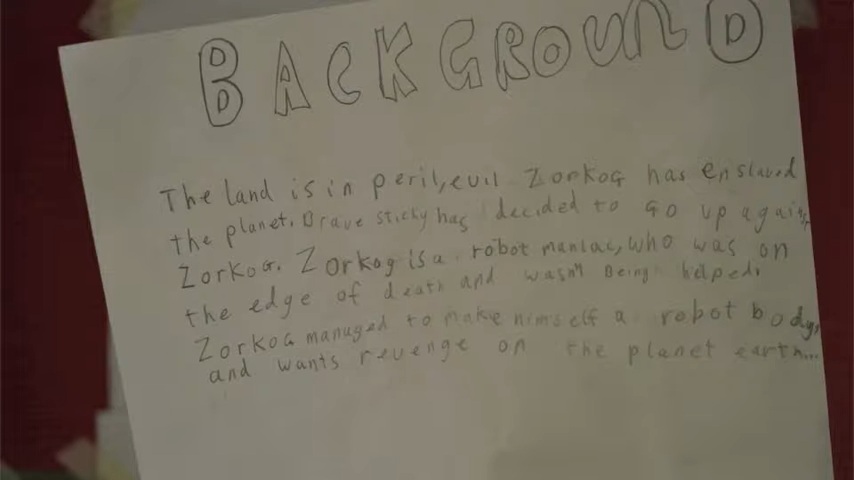 BACKGROUND
The land is in peril, evil Zorkog has enslaved
the planet. Brave sticky has decided to go up against
Zorkog. Zorkog is a robot maniac, who was on
the edge of death and wasn't being helped.
Zorkog managed to make himself a robot body,
and wants revenge on the planet earth...